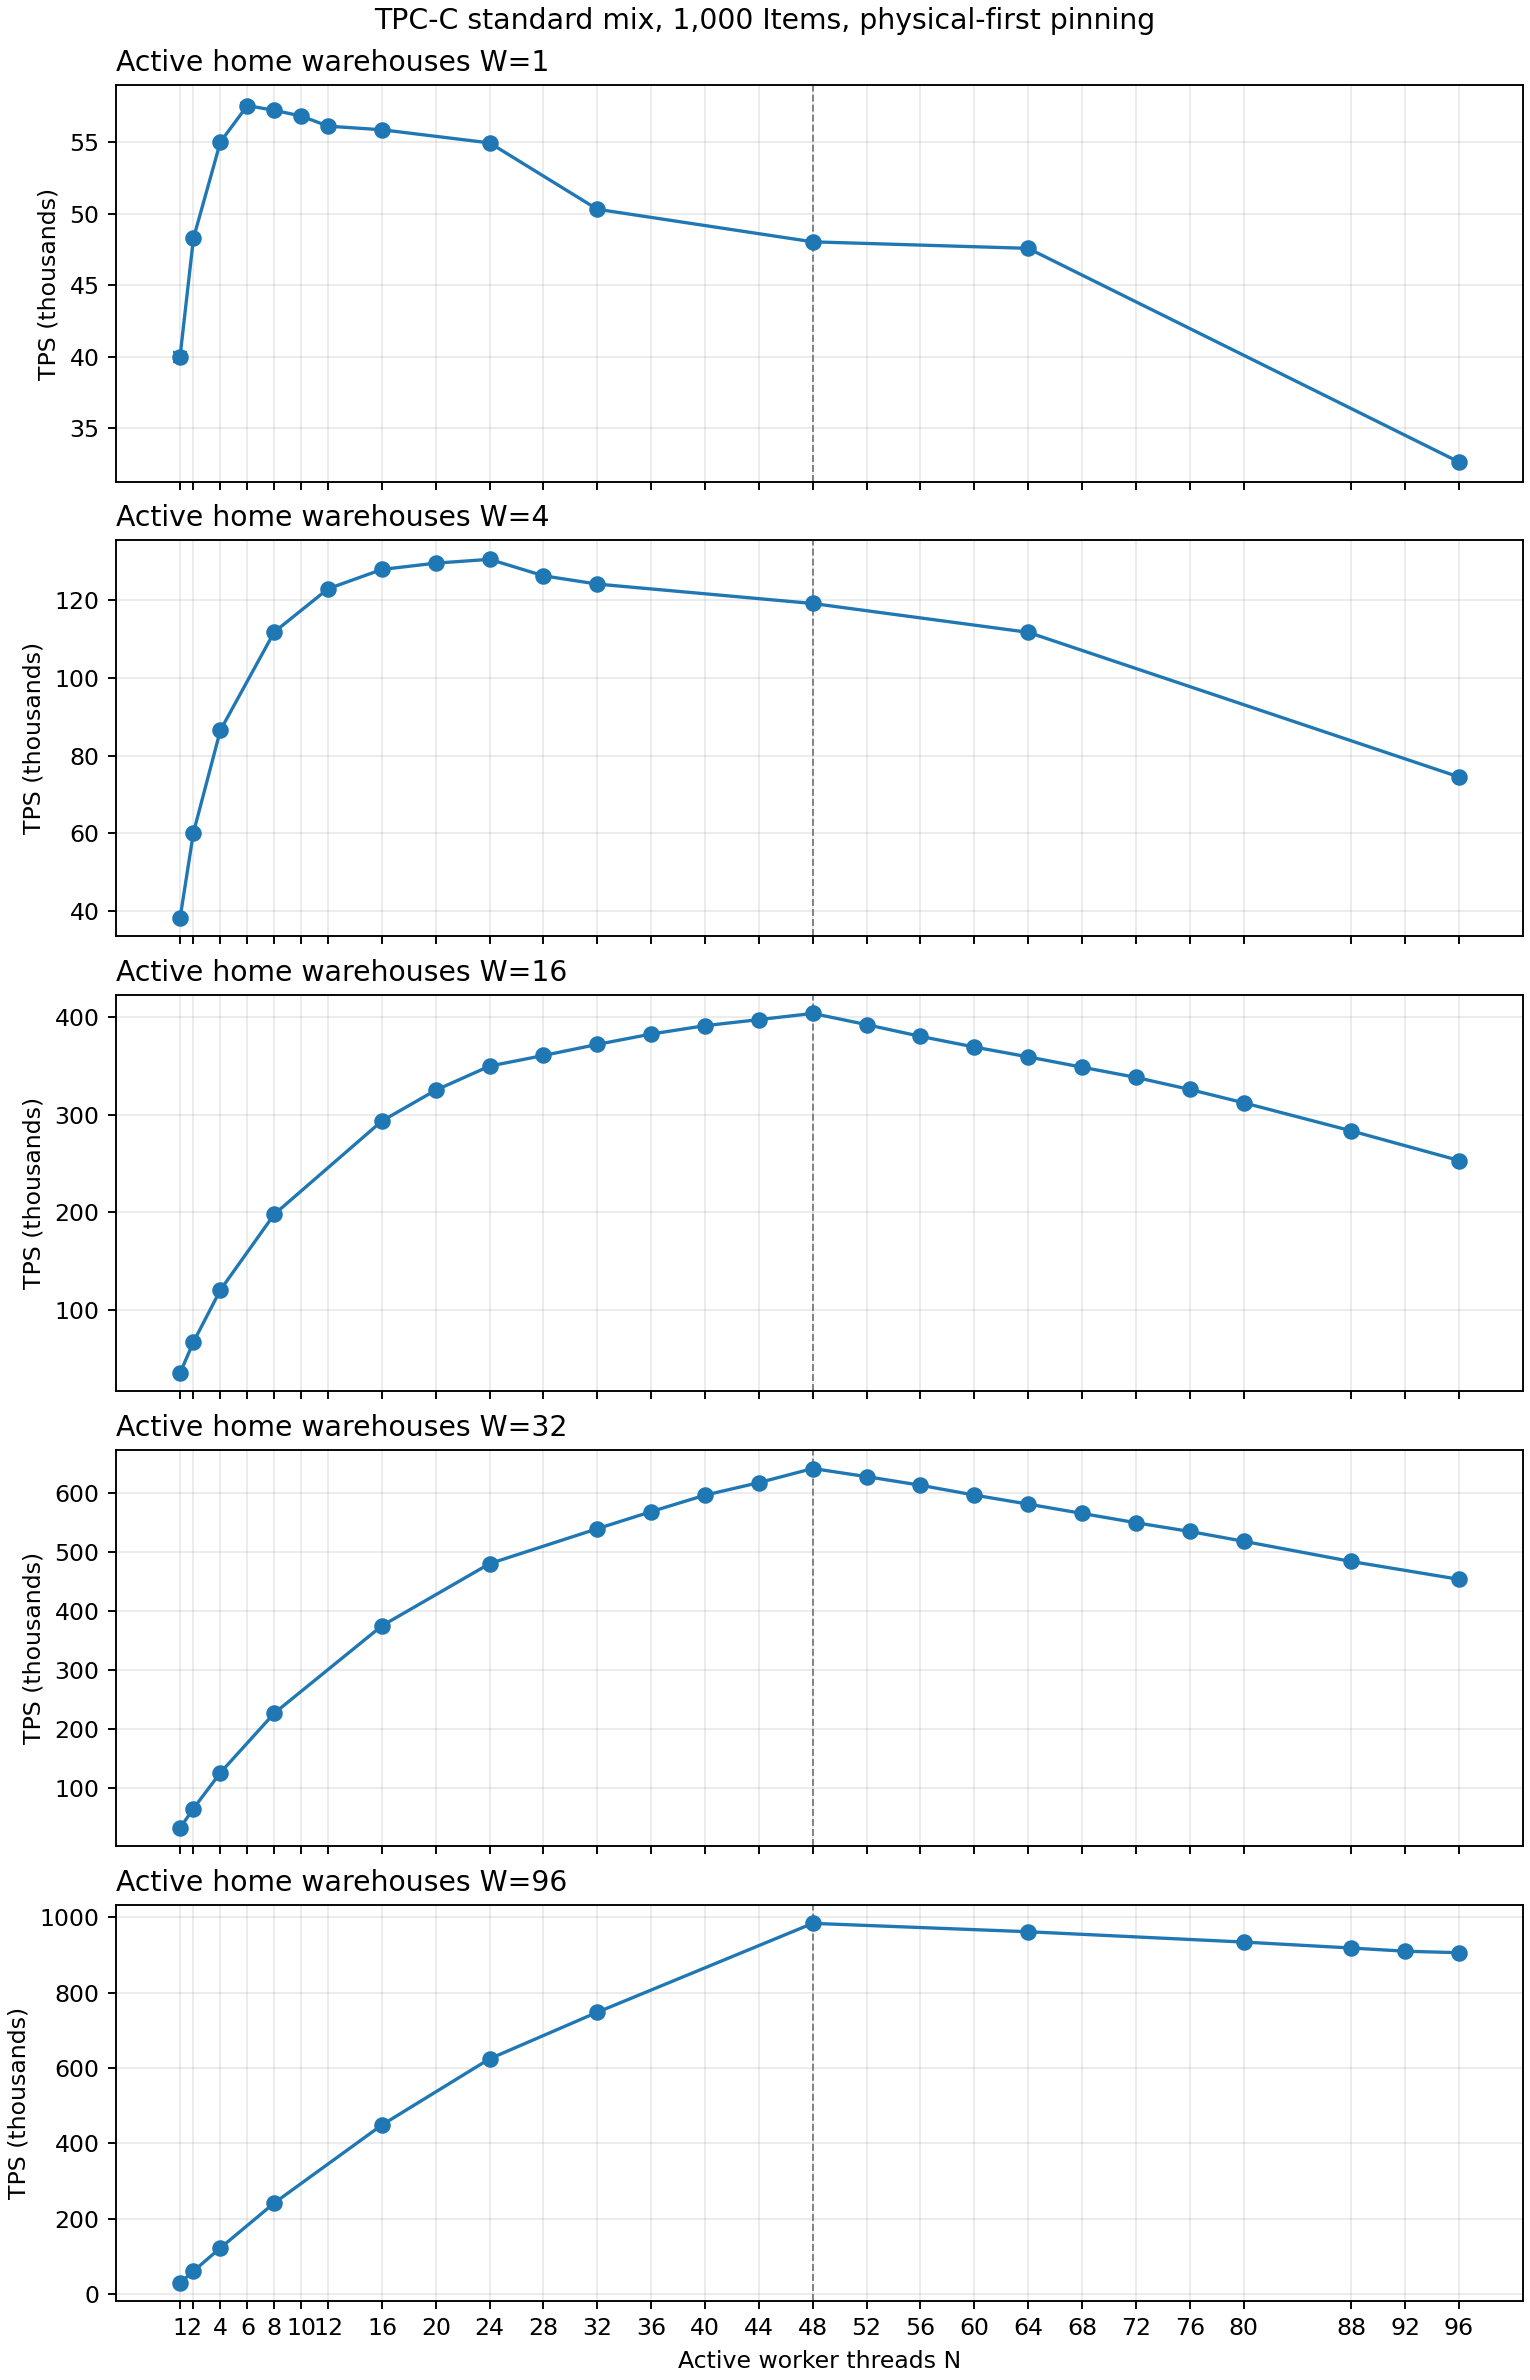 TPC-C standard mix, 1,000 Items, physical-first pinning
Active home warehouses W=1
TPS (thousands)
55
50
45
40
35
Active home warehouses W=4
TPS (thousands)
120
100
80
60
40
Active home warehouses W=16
TPS (thousands)
400
300
200
100
Active home warehouses W=32
TPS (thousands)
600
500
400
300
200
100
Active home warehouses W=96
TPS (thousands)
1000
800
600
400
200
0
1 2 4 6 8 10 12 16 20 24 28 32 36 40 44 48 52 56 60 64 68 72 76 80 88 92 96
Active worker threads N